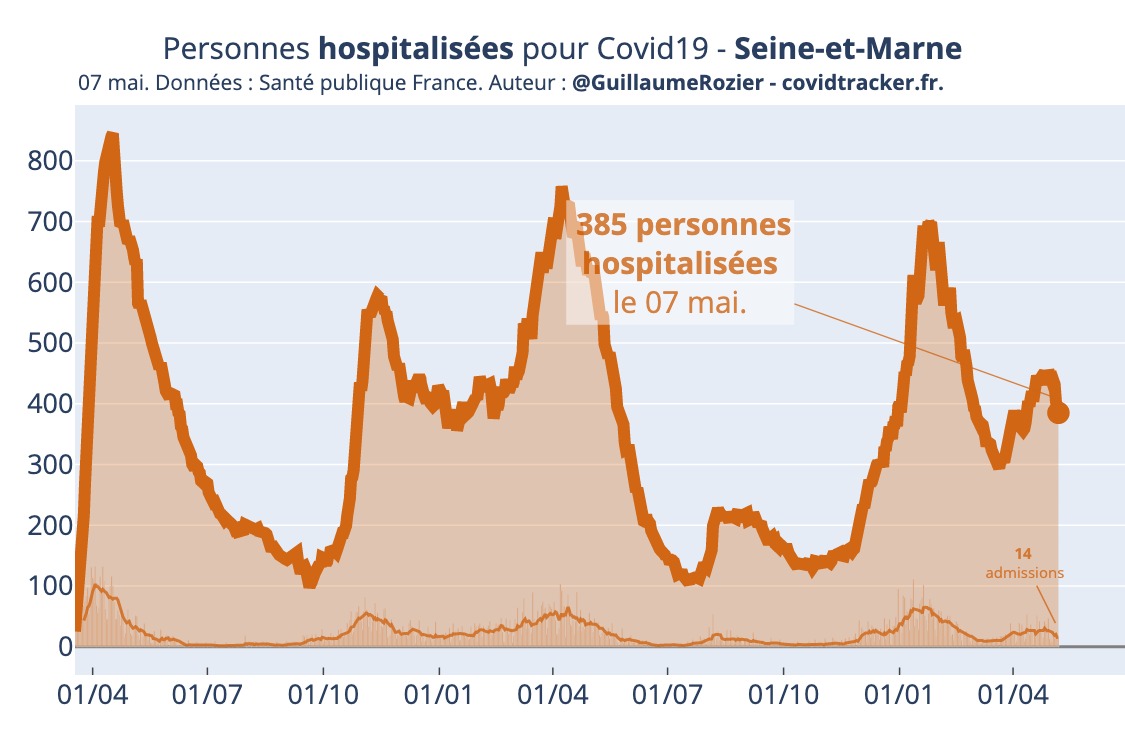 Personnes hospitalisées pour Covid19 - Seine-et-Marne
07 mai. Données : Santé publique France. Auteur : @GuillaumeRozier - covidtracker.fr.
800
700
600
500
400
300
200
100
0
385 personnes
hospitalisées
le 07 mai.
14
admissions
01/04 01/07 01/10 01/01 01/04 01/07 01/10 01/01 01/04